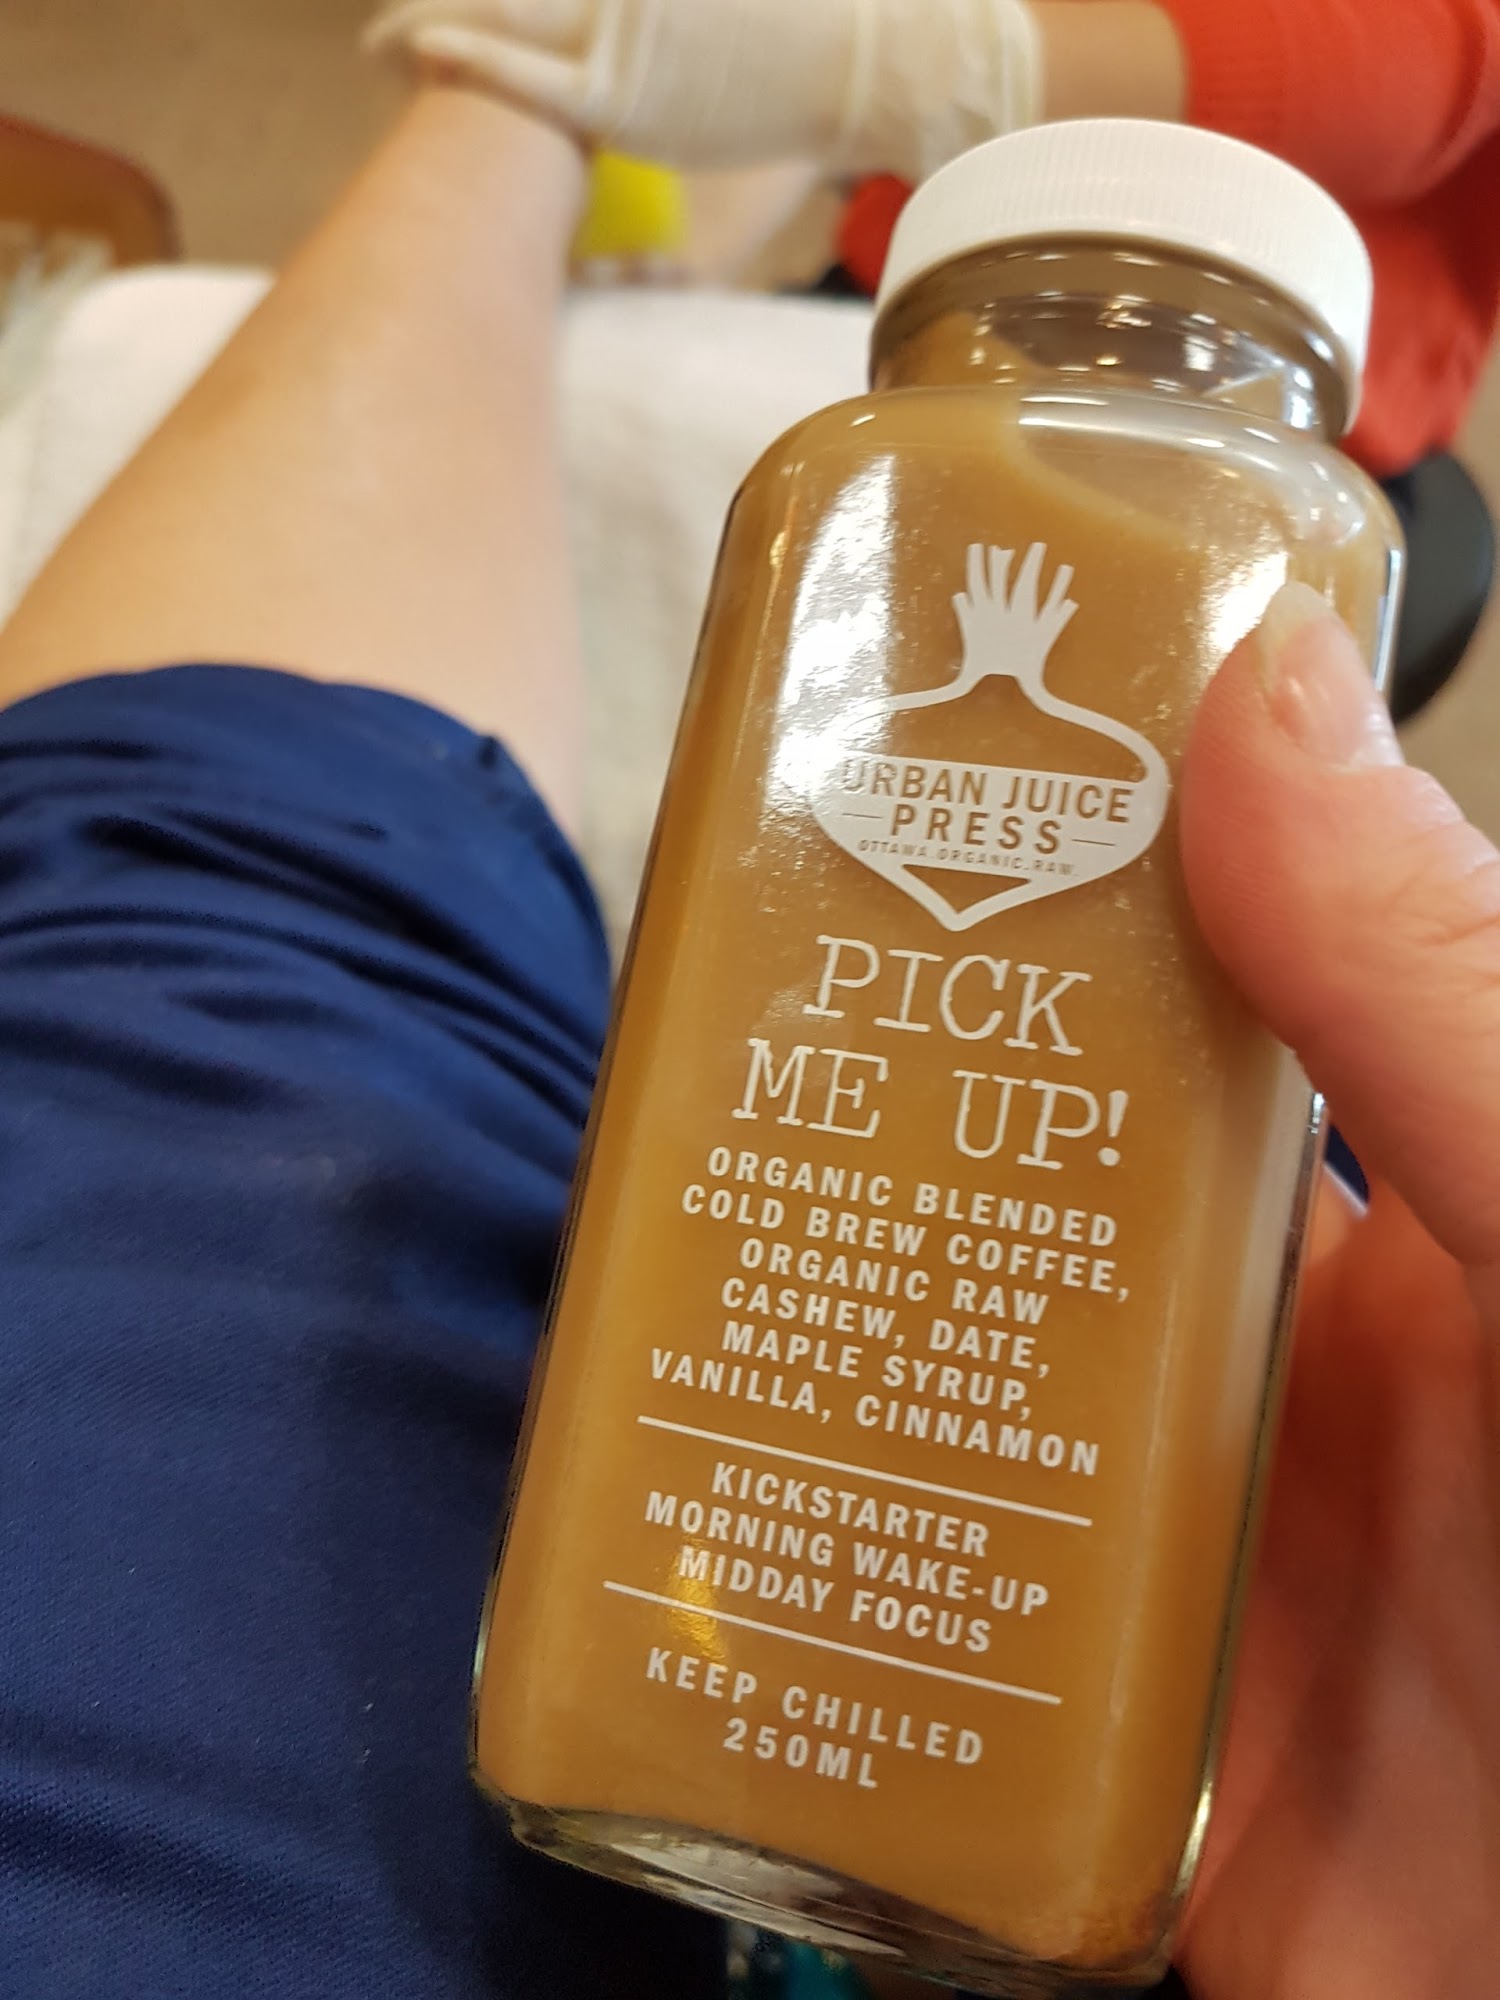 URBAN JUICE
PRESS
OTTAWA.ORGANIC.RAW.
PICK
ME UP!
ORGANIC BLENDED
COLD BREW COFFEE,
ORGANIC RAW
CASHEW, DATE,
MAPLE SYRUP,
VANILLA, CINNAMON
KICKSTARTER
MORNING WAKE-UP
MIDDAY FOCUS
KEEP CHILLED
250ML